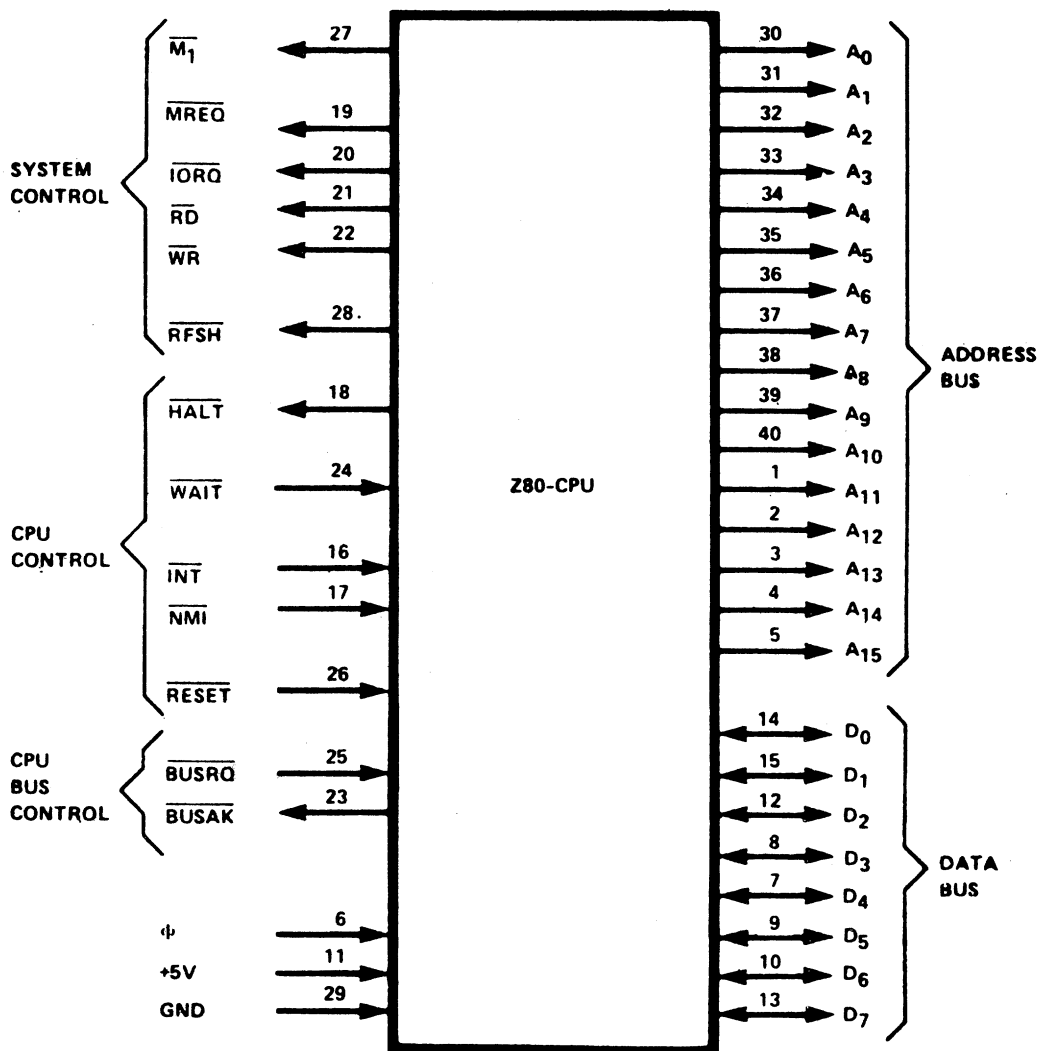 SYSTEM
CONTROL
M1 27
MREQ 19
IORQ 20
RD 21
WR 22
RFSH 28
CPU
CONTROL
HALT 18
WAIT 24
INT 16
NMI 17
RESET 26
CPU
BUS
CONTROL
BUSRQ 25
BUSAK 23
Φ 6
+5V 11
GND 29
Z80-CPU
30 A0
31 A1
32 A2
33 A3
34 A4
35 A5
36 A6
37 A7
38 A8
39 A9
40 A10
1 A11
2 A12
3 A13
4 A14
5 A15
ADDRESS
BUS
14 D0
15 D1
12 D2
8 D3
7 D4
9 D5
10 D6
13 D7
DATA
BUS